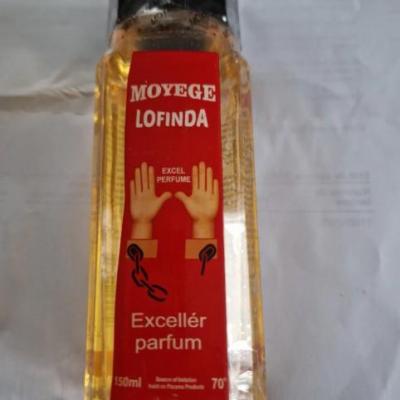 MOYEGE
LOFINDA
EXCEL
PERFUME
Excellér
parfum
150ml
70°